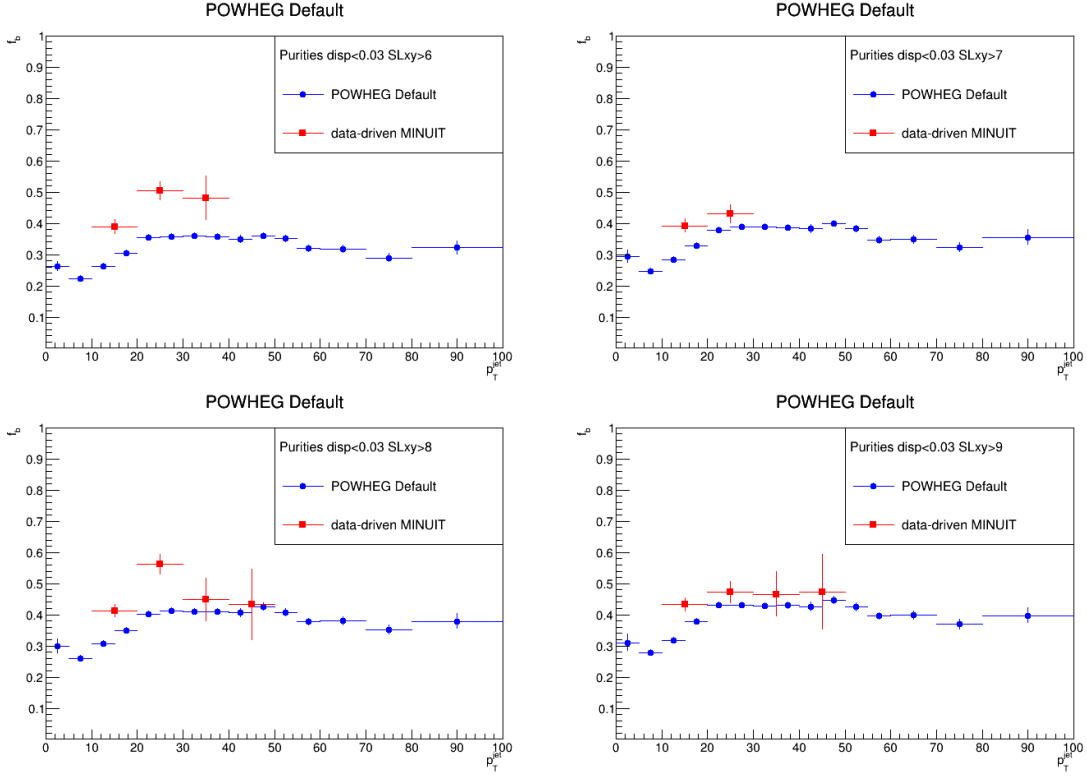 POWHEG Default
f_b
1
0.9
0.8
0.7
0.6
0.5
0.4
0.3
0.2
0.1
0 10 20 30 40 50 60 70 80 90 100
p_T^jet
Purities disp<0.03 SLxy>6
POWHEG Default
data-driven MINUIT
POWHEG Default
f_b
1
0.9
0.8
0.7
0.6
0.5
0.4
0.3
0.2
0.1
0 10 20 30 40 50 60 70 80 90 100
p_T^jet
Purities disp<0.03 SLxy>7
POWHEG Default
data-driven MINUIT
POWHEG Default
f_b
1
0.9
0.8
0.7
0.6
0.5
0.4
0.3
0.2
0.1
0 10 20 30 40 50 60 70 80 90 100
p_T^jet
Purities disp<0.03 SLxy>8
POWHEG Default
data-driven MINUIT
POWHEG Default
f_b
1
0.9
0.8
0.7
0.6
0.5
0.4
0.3
0.2
0.1
0 10 20 30 40 50 60 70 80 90 100
p_T^jet
Purities disp<0.03 SLxy>9
POWHEG Default
data-driven MINUIT